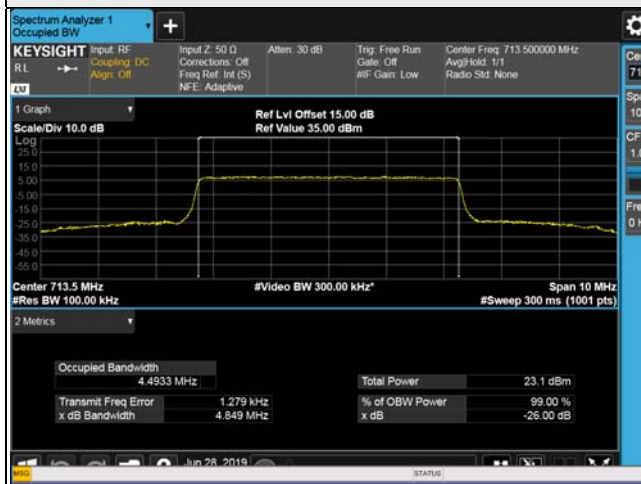 Spectrum Analyzer 1
Occupied BW
KEYSIGHT
RL
LXI
Input: RF
Coupling: DC
Align: Off
Input Z: 50 Ω
Corrections: Off
Freq Ref: Int (S)
NFE: Adaptive
Atten: 30 dB
Trig: Free Run
Gate: Off
#IF Gain: Low
Center Freq: 713.500000 MHz
Avg|Hold: 1/1
Radio Std: None
1 Graph
Scale/Div 10.0 dB
Ref Lvl Offset 15.00 dB
Ref Value 35.00 dBm
Log
25.0
15.0
5.00
-5.00
-15.0
-25.0
-35.0
-45.0
-55.0
Center 713.5 MHz
#Res BW 100.00 kHz
#Video BW 300.00 kHz*
Span 10 MHz
#Sweep 300 ms (1001 pts)
2 Metrics
Occupied Bandwidth
4.4933 MHz
Total Power 23.1 dBm
Transmit Freq Error 1.279 kHz
% of OBW Power 99.00 %
x dB Bandwidth 4.849 MHz
x dB -26.00 dB
Jun 28, 2019
MSG
STATUS